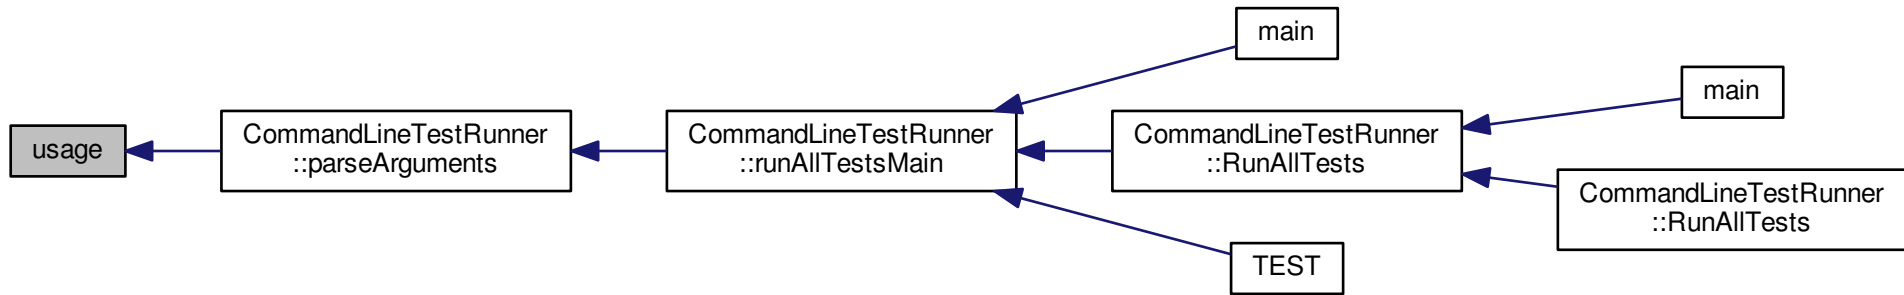 usage
CommandLineTestRunner
::parseArguments
CommandLineTestRunner
::runAllTestsMain
main
CommandLineTestRunner
::RunAllTests
TEST
main
CommandLineTestRunner
::RunAllTests